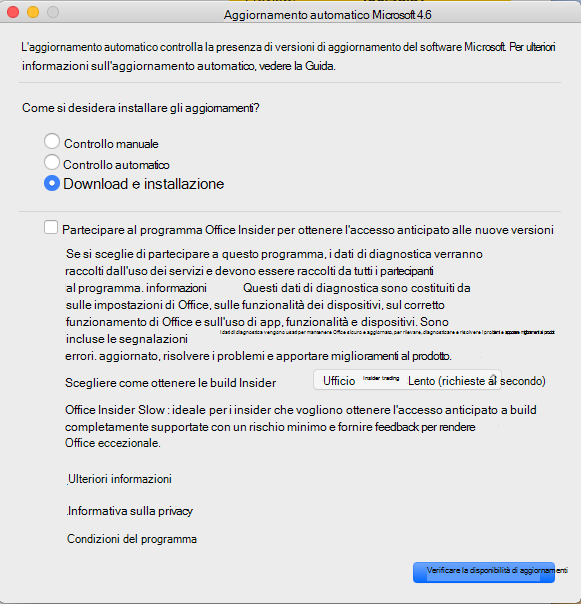 Aggiornamento automatico Microsoft 4.6
L'aggiornamento automatico controlla la presenza di versioni di aggiornamento del software Microsoft. Per ulteriori
informazioni sull'aggiornamento automatico, vedere la Guida.
Come si desidera installare gli aggiornamenti?
Controllo manuale
Controllo automatico
Download e installazione
Partecipare al programma Office Insider per ottenere l'accesso anticipato alle nuove versioni
Se si sceglie di partecipare a questo programma, i dati di diagnostica verranno
raccolti dall'uso dei servizi e devono essere raccolti da tutti i partecipanti
al programma. informazioni Questi dati di diagnostica sono costituiti da
sulle impostazioni di Office, sulle funzionalità dei dispositivi, sul corretto
funzionamento di Office e sull'uso di app, funzionalità e dispositivi. Sono
I dati di diagnostica vengono usati per mantenere Office sicuro e aggiornato, per rilevare, diagnosticare e risolvere i problemi e apportare miglioramenti ai prodotti
incluse le segnalazioni
errori. aggiornato, risolvere i problemi e apportare miglioramenti al prodotto.
Scegliere come ottenere le build Insider
Ufficio Insider trading Lento (richieste al secondo)
Office Insider Slow : ideale per i insider che vogliono ottenere l'accesso anticipato a build
completamente supportate con un rischio minimo e fornire feedback per rendere
Office eccezionale.
Ulteriori informazioni
Informativa sulla privacy
Condizioni del programma
Verificare la disponibilità di aggiornamenti